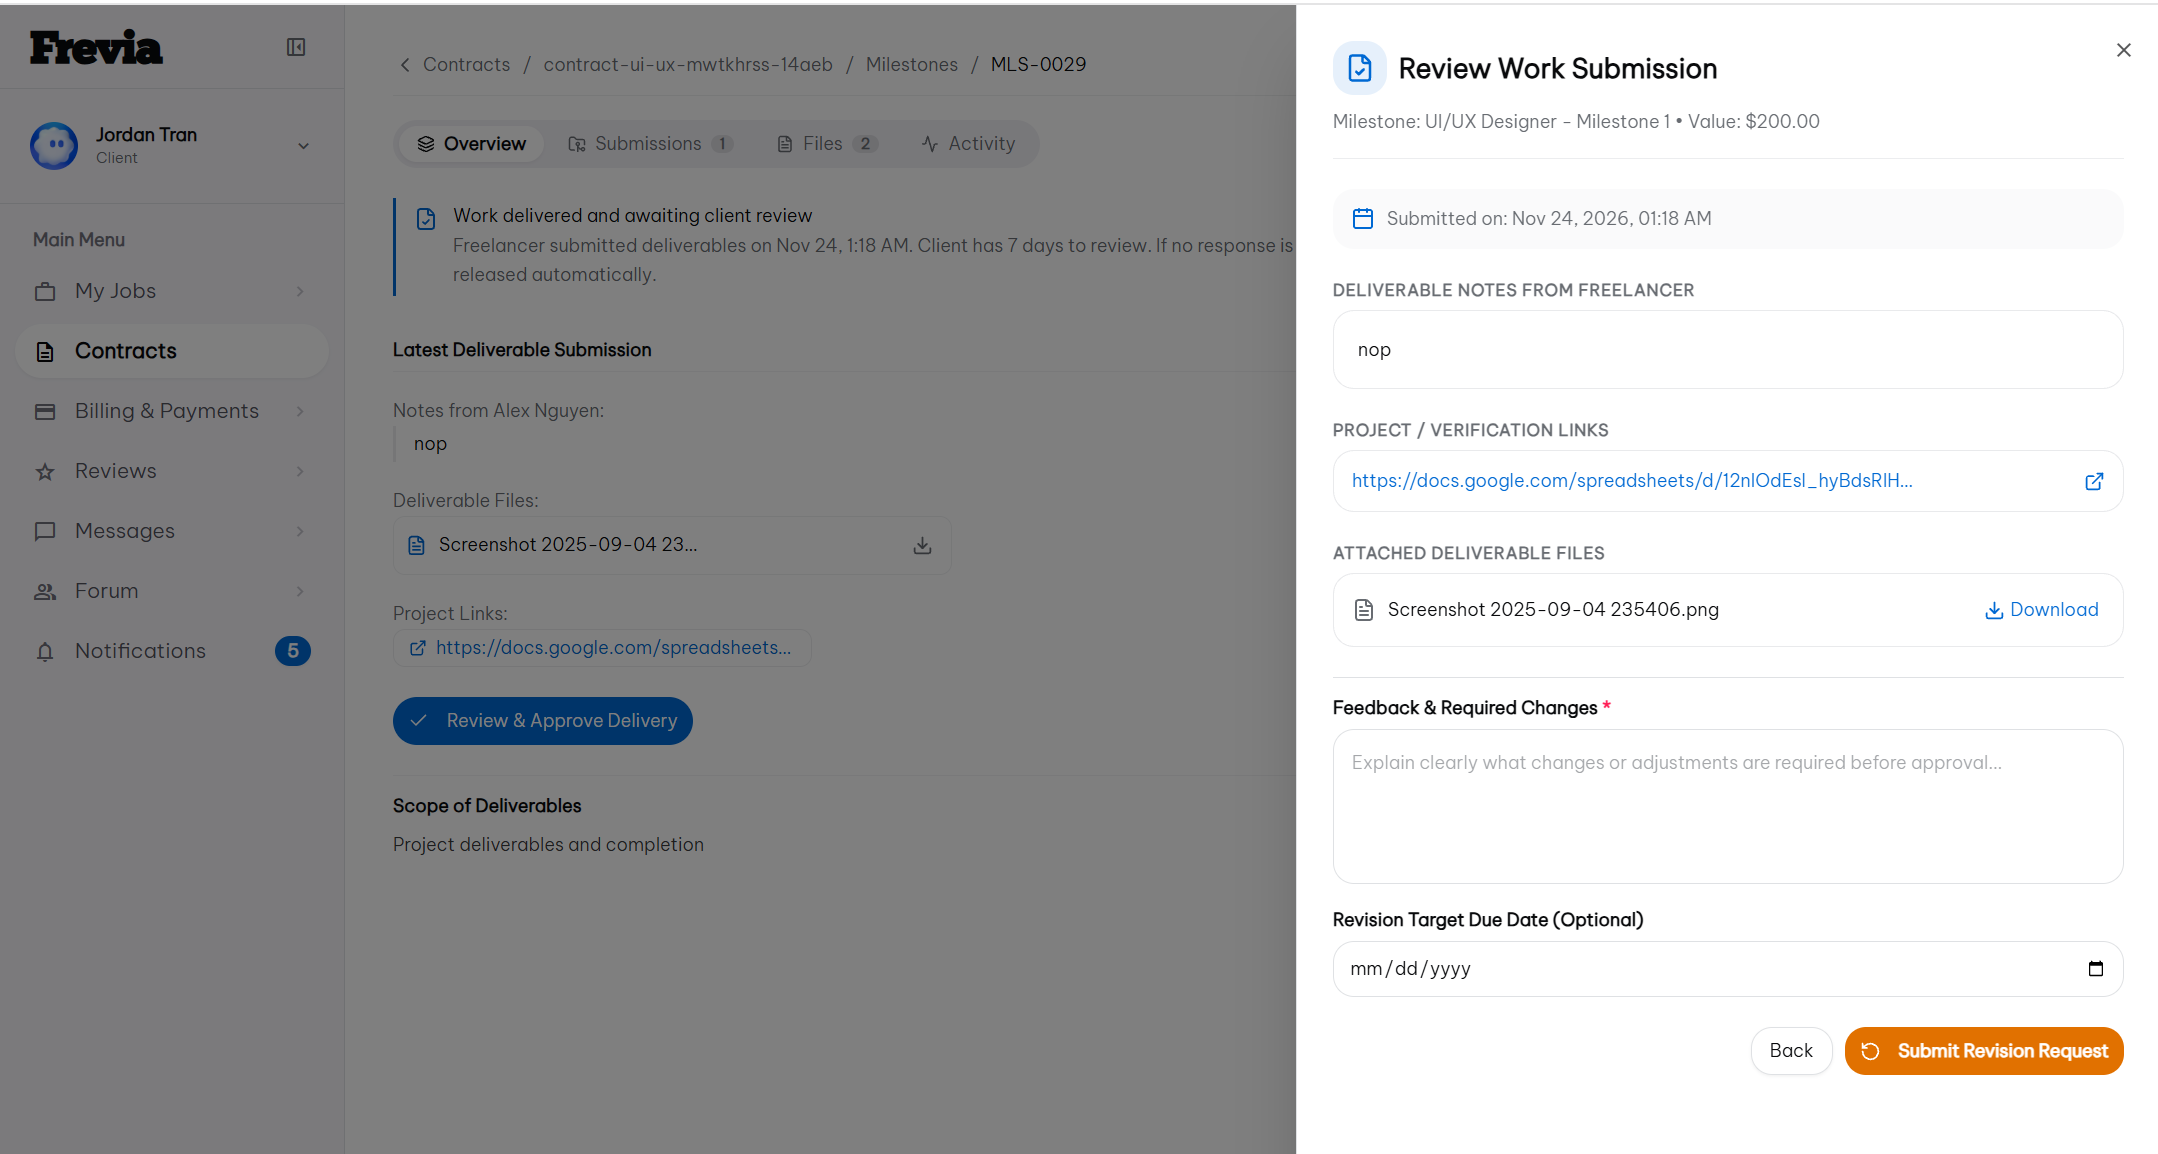 Frevia
Jordan Tran
Client
Main Menu
My Jobs
Contracts
Billing & Payments
Reviews
Messages
Forum
Notifications 5
Contracts / contract-ui-ux-mwtkhrss-14aeb / Milestones / MLS-0029
Overview Submissions 1 Files 2 Activity
Work delivered and awaiting client review
Freelancer submitted deliverables on Nov 24, 1:18 AM. Client has 7 days to review. If no response is
released automatically.
Latest Deliverable Submission
Notes from Alex Nguyen:
nop
Deliverable Files:
Screenshot 2025-09-04 23...
Project Links:
https://docs.google.com/spreadsheets...
Review & Approve Delivery
Scope of Deliverables
Project deliverables and completion
Review Work Submission
Milestone: UI/UX Designer - Milestone 1 • Value: $200.00
Submitted on: Nov 24, 2026, 01:18 AM
DELIVERABLE NOTES FROM FREELANCER
nop
PROJECT / VERIFICATION LINKS
https://docs.google.com/spreadsheets/d/12nlOdEsl_hyBdsRlH...
ATTACHED DELIVERABLE FILES
Screenshot 2025-09-04 235406.png Download
Feedback & Required Changes *
Explain clearly what changes or adjustments are required before approval...
Revision Target Due Date (Optional)
mm/dd/yyyy
Back Submit Revision Request